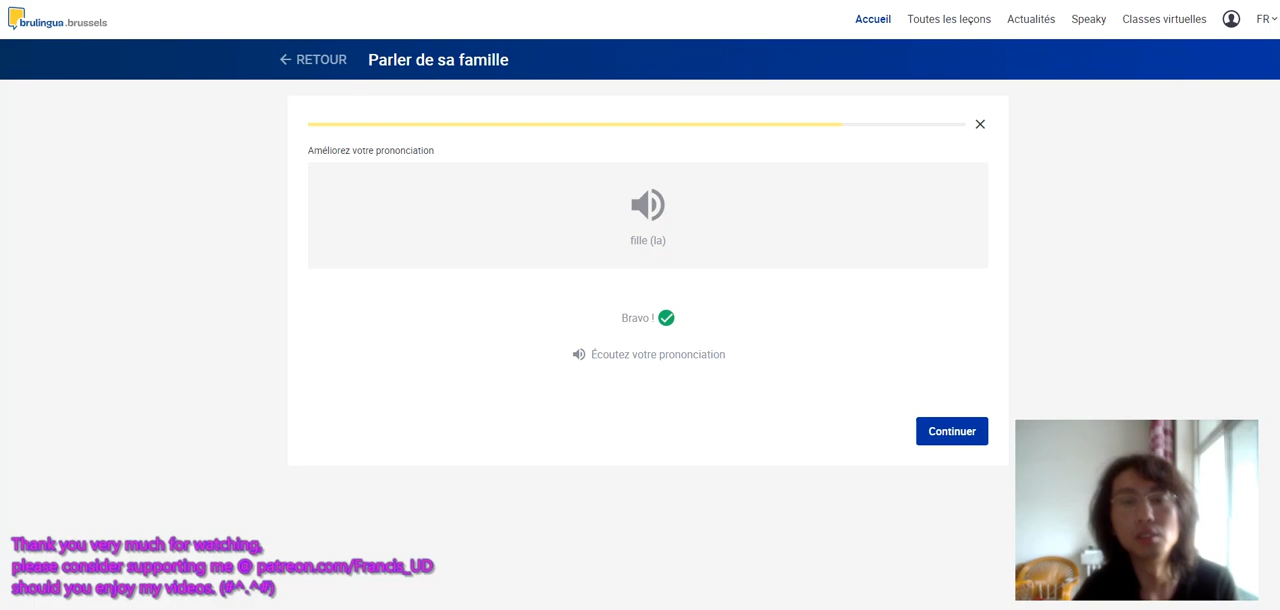 brulingua.brussels
Accueil Toutes les leçons Actualités Speaky Classes virtuelles FR
RETOUR Parler de sa famille
Améliorez votre prononciation
fille (la)
Bravo !
Écoutez votre prononciation
Continuer
Thank you very much for watching,
please consider supporting me @ patreon.com/Francis_UD
should you enjoy my videos. (#^.^#)